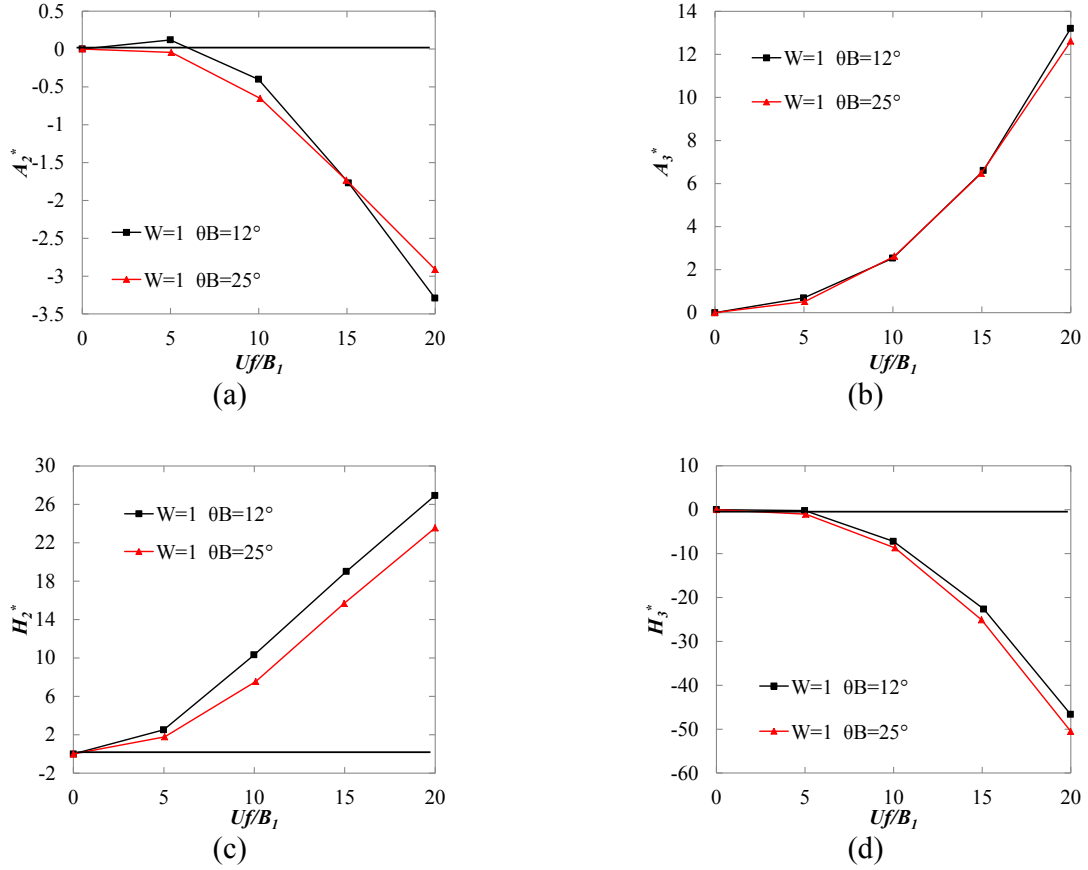 0.5
0
-0.5
-1
-1.5
-2
-2.5
-3
-3.5
A2*
W=1 θB=12°
W=1 θB=25°
0 5 10 15 20
Uf/B1
(a)
14
12
10
8
6
4
2
0
A3*
W=1 θB=12°
W=1 θB=25°
0 5 10 15 20
Uf/B1
(b)
30
26
22
18
14
10
6
2
-2
H2*
W=1 θB=12°
W=1 θB=25°
0 5 10 15 20
Uf/B1
(c)
10
0
-10
-20
-30
-40
-50
-60
H3*
W=1 θB=12°
W=1 θB=25°
0 5 10 15 20
Uf/B1
(d)